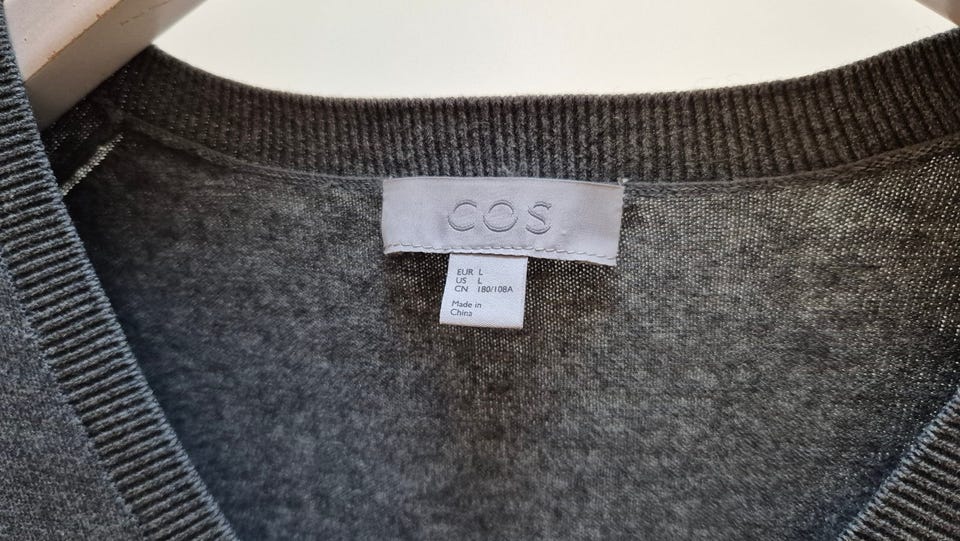 COS
EUR L
US L
CN 180/108A
Made in
China